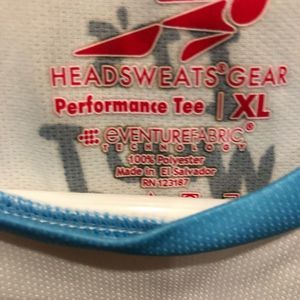 HEADSWEATS® GEAR
Performance Tee | XL
eVENTUREFABRIC®
TECHNOLOGY
100% Polyester
Made In El Salvador
RN 123187